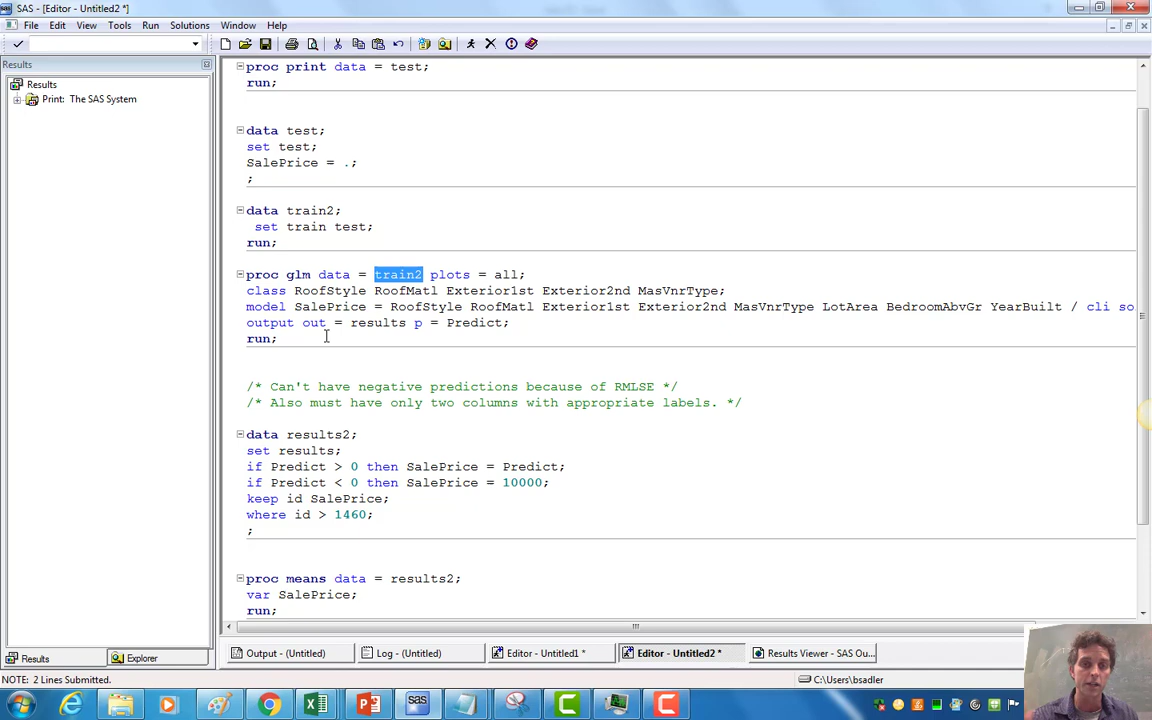 SAS - [Editor - Untitled2 *]
File Edit View Tools Run Solutions Window Help
Results
Results
Print: The SAS System
proc print data = test;
run;
data test;
set test;
SalePrice = .;
;
data train2;
set train test;
run;
proc glm data = train2 plots = all;
class RoofStyle RoofMatl Exterior1st Exterior2nd MasVnrType;
model SalePrice = RoofStyle RoofMatl Exterior1st Exterior2nd MasVnrType LotArea BedroomAbvGr YearBuilt / cli so
output out = results p = Predict;
run;
/* Can't have negative predictions because of RMLSE */
/* Also must have only two columns with appropriate labels. */
data results2;
set results;
if Predict > 0 then SalePrice = Predict;
if Predict < 0 then SalePrice = 10000;
keep id SalePrice;
where id > 1460;
;
proc means data = results2;
var SalePrice;
run;
Results Explorer
Output - (Untitled) Log - (Untitled) Editor - Untitled1 * Editor - Untitled2 * Results Viewer - SAS Ou...
NOTE: 2 Lines Submitted. C:\Users\bsadler